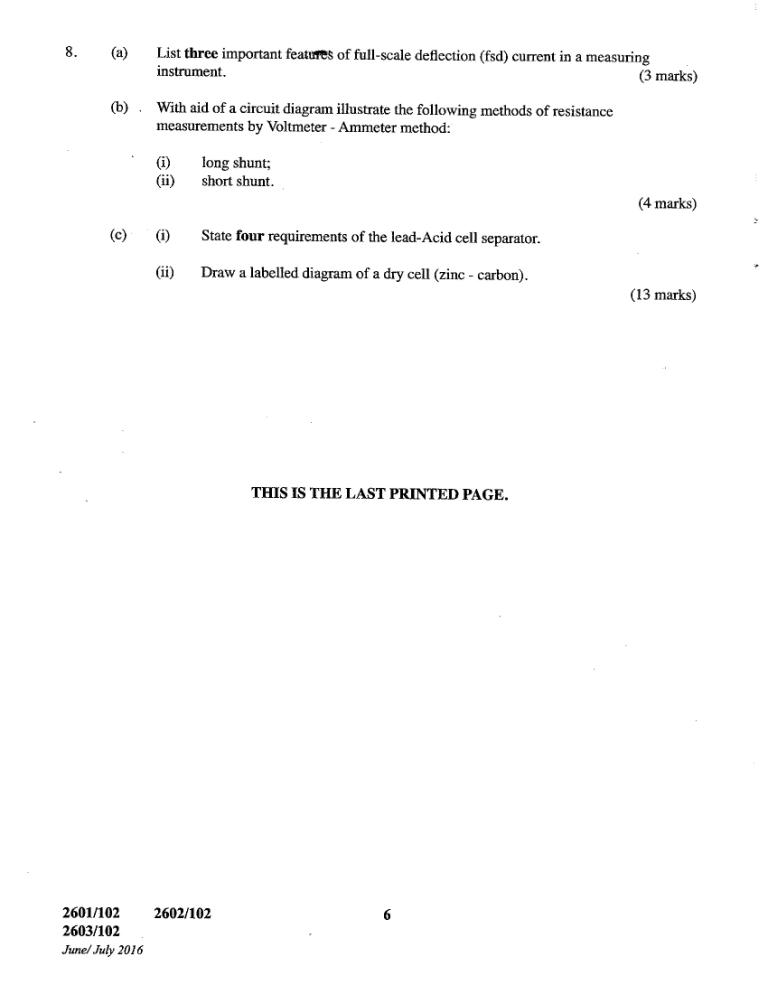 8. (a) List three important features of full-scale deflection (fsd) current in a measuring
instrument. (3 marks)
(b) With aid of a circuit diagram illustrate the following methods of resistance
measurements by Voltmeter - Ammeter method:
(i) long shunt;
(ii) short shunt.
(4 marks)
(c) (i) State four requirements of the lead-Acid cell separator.
(ii) Draw a labelled diagram of a dry cell (zinc - carbon).
(13 marks)
THIS IS THE LAST PRINTED PAGE.
2601/102 2602/102 6
2603/102
June/ July 2016